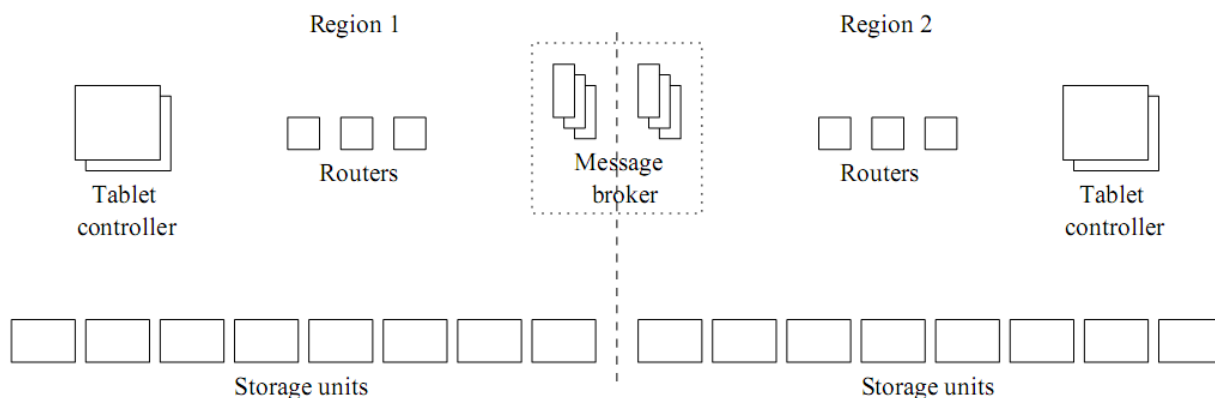 Region 1
Region 2
Tablet
controller
Routers
Message
broker
Routers
Tablet
controller
Storage units
Storage units